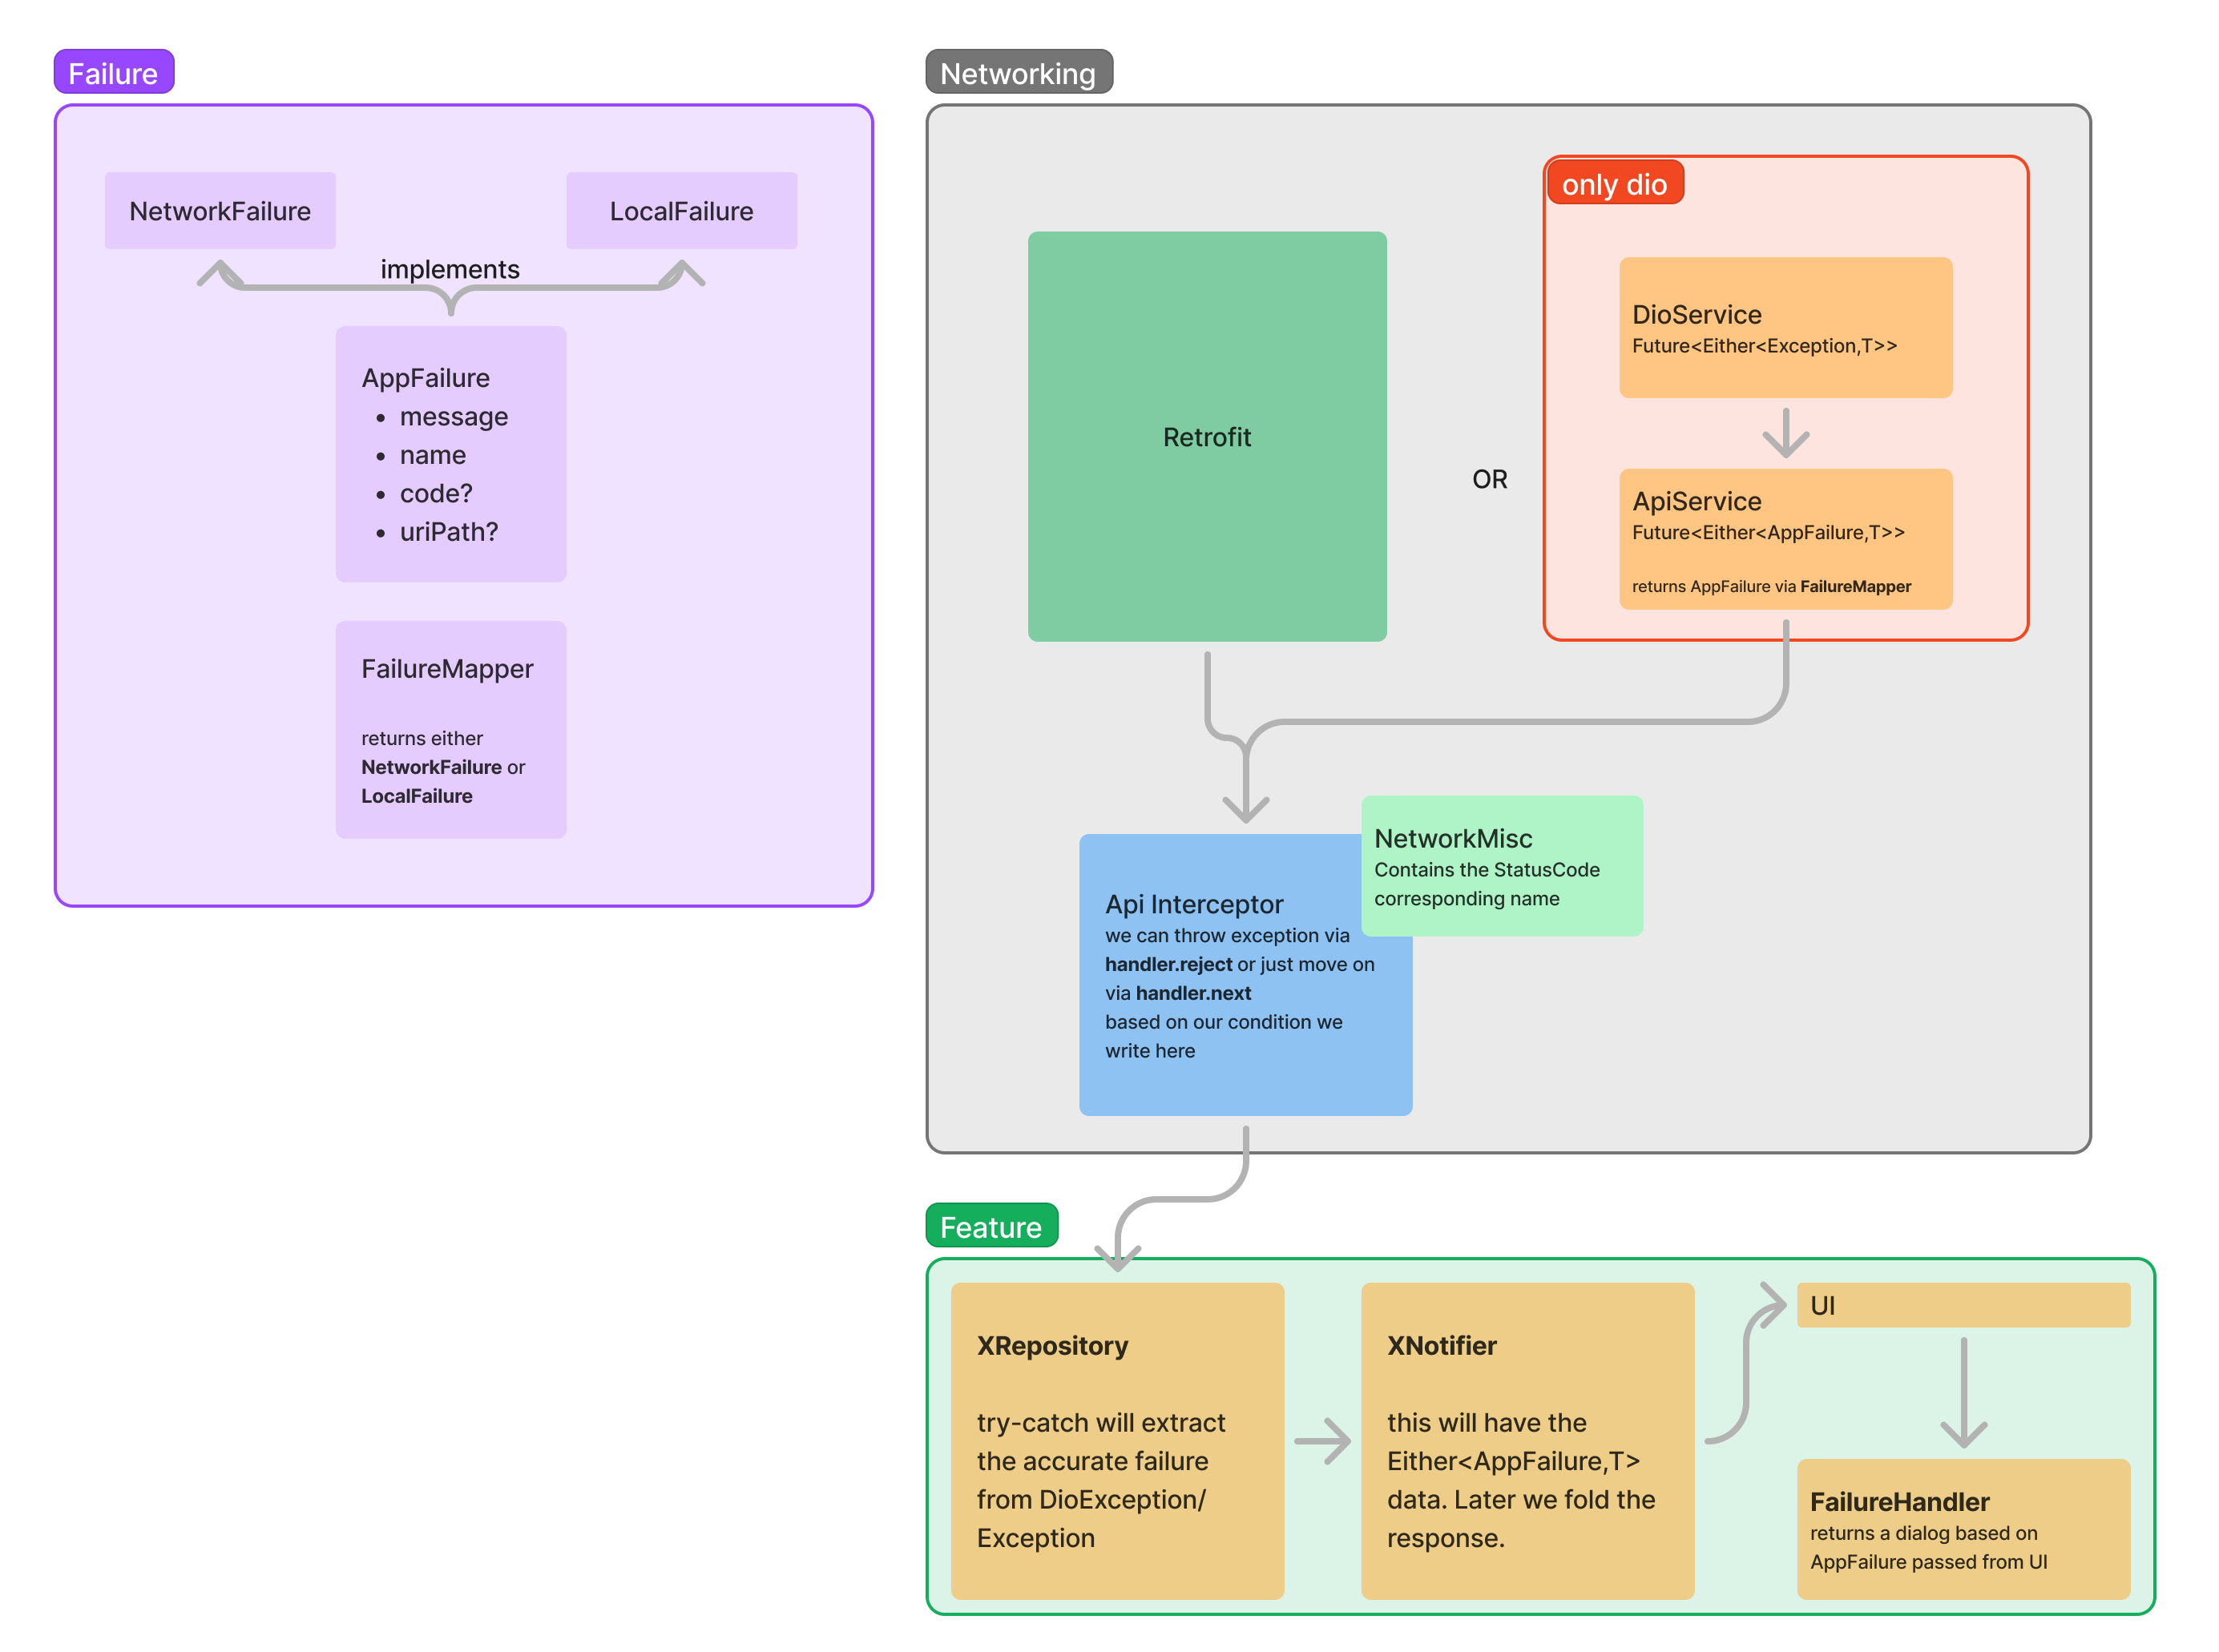 Failure
NetworkFailure
LocalFailure
implements
AppFailure
• message
• name
• code?
• uriPath?
FailureMapper
returns either
NetworkFailure or
LocalFailure
Networking
Retrofit
OR
only dio
DioService
Future<Either<Exception,T>>
ApiService
Future<Either<AppFailure,T>>
returns AppFailure via FailureMapper
NetworkMisc
Contains the StatusCode
corresponding name
Api Interceptor
we can throw exception via
handler.reject or just move on
via handler.next
based on our condition we
write here
Feature
XRepository
try-catch will extract
the accurate failure
from DioException/
Exception
XNotifier
this will have the
Either<AppFailure,T>
data. Later we fold the
response.
UI
FailureHandler
returns a dialog based on
AppFailure passed from UI